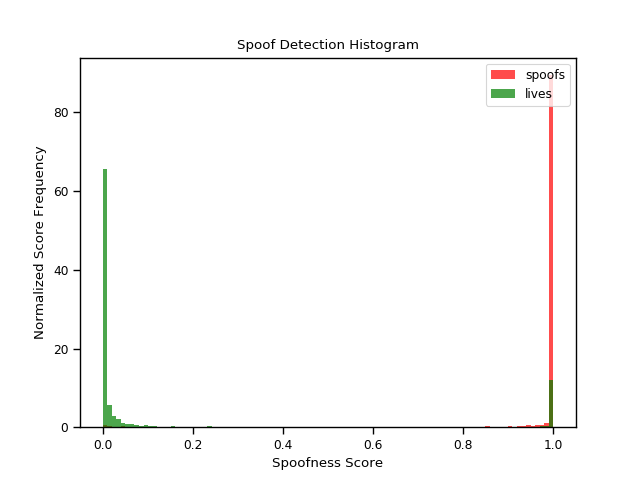 Spoof Detection Histogram
spoofs
lives
Normalized Score Frequency
80
60
40
20
0
0.0 0.2 0.4 0.6 0.8 1.0
Spoofness Score